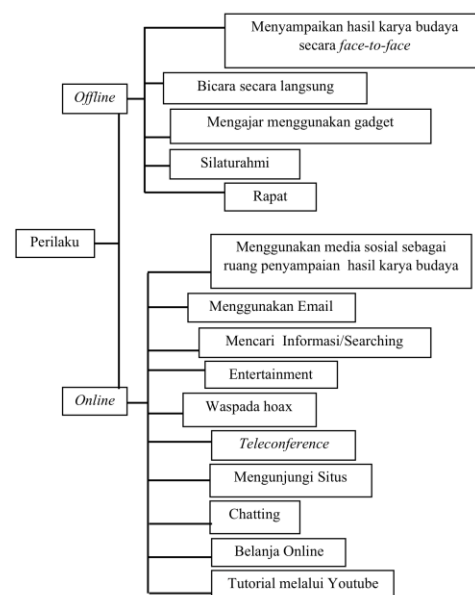 Menyampaikan hasil karya budaya
secara face-to-face
Offline
Bicara secara langsung
Mengajar menggunakan gadget
Silaturahmi
Rapat
Perilaku
Menggunakan media sosial sebagai
ruang penyampaian hasil karya budaya
Menggunakan Email
Mencari Informasi/Searching
Entertainment
Online
Waspada hoax
Teleconference
Mengunjungi Situs
Chatting
Belanja Online
Tutorial melalui Youtube